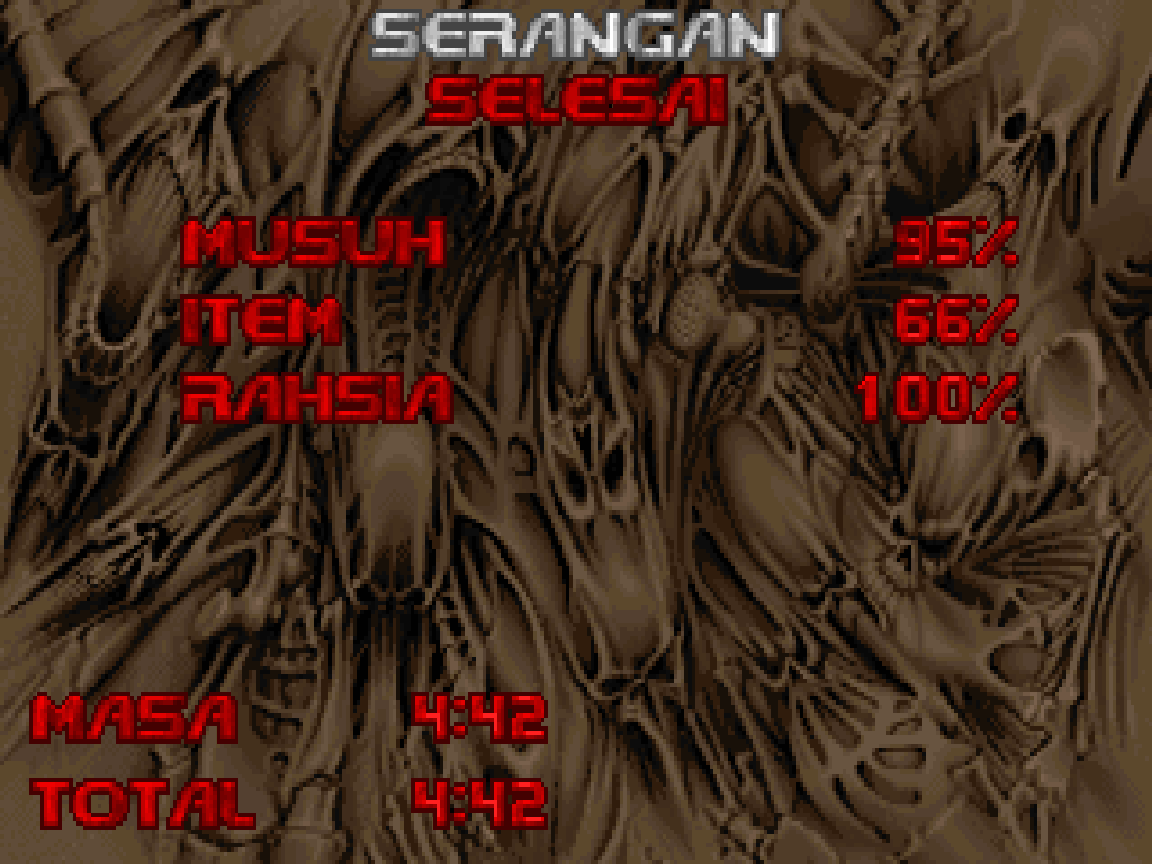 SERANGAN
SELESAI
MUSUH 95%
ITEM 66%
RAHSIA 100%
MASA 4:42
TOTAL 4:42